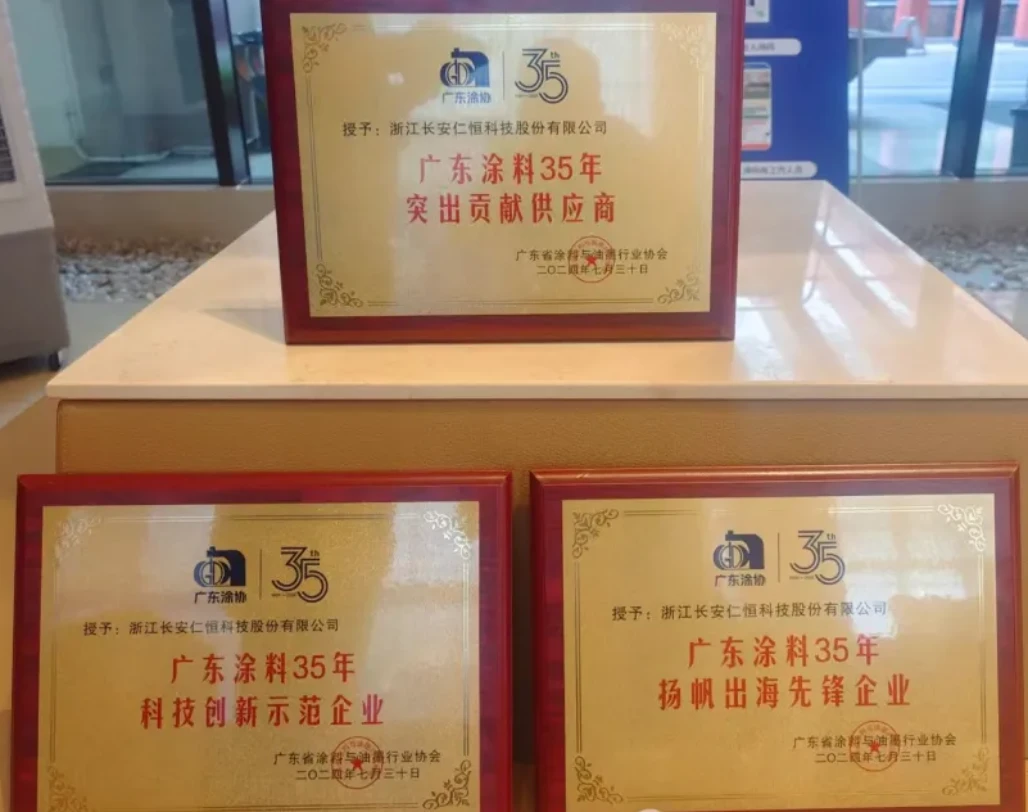 广东涂协
35th
授予：浙江长安仁恒科技股份有限公司
广东涂料35年
突出贡献供应商
广东省涂料与油墨行业协会
二〇二四年七月三十日
广东涂协
35th
授予：浙江长安仁恒科技股份有限公司
广东涂料35年
科技创新示范企业
广东省涂料与油墨行业协会
二〇二四年七月三十日
广东涂协
35th
授予：浙江长安仁恒科技股份有限公司
广东涂料35年
扬帆出海先锋企业
广东省涂料与油墨行业协会
二〇二四年七月三十日